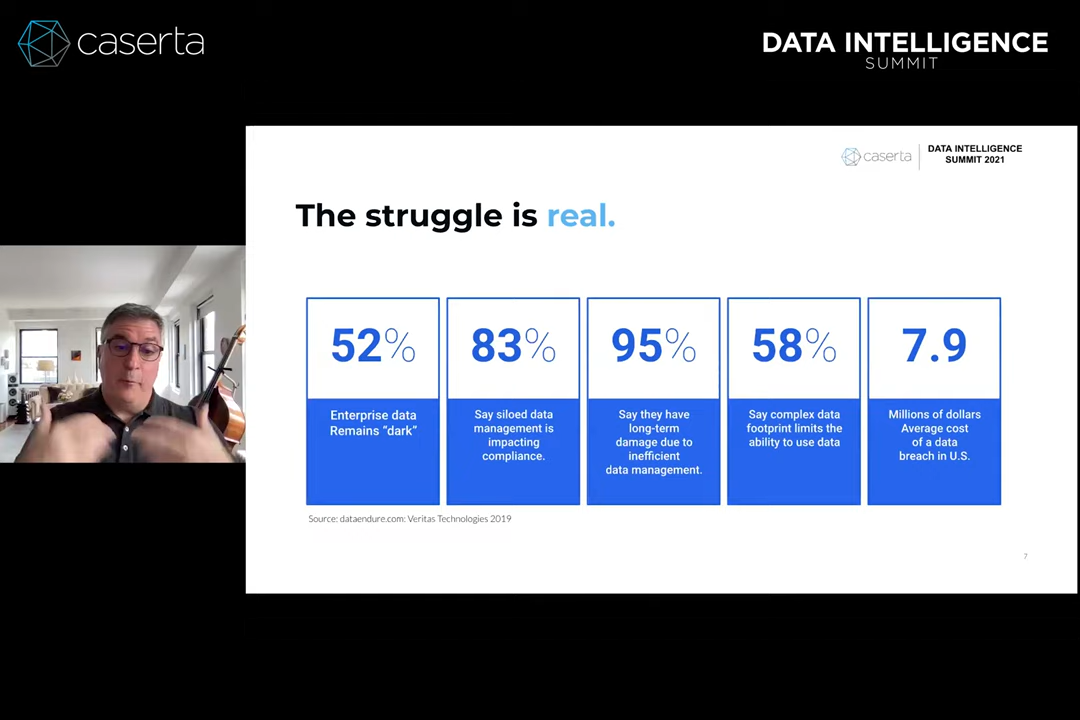 caserta
DATA INTELLIGENCE
SUMMIT
caserta
DATA INTELLIGENCE
SUMMIT 2021
The struggle is real.
52%
Enterprise data
Remains “dark”
83%
Say siloed data
management is
impacting
compliance.
95%
Say they have
long-term
damage due to
inefficient
data management.
58%
Say complex data
footprint limits the
ability to use data
7.9
Millions of dollars
Average cost
of a data
breach in U.S.
Source: dataendure.com: Veritas Technologies 2019
7